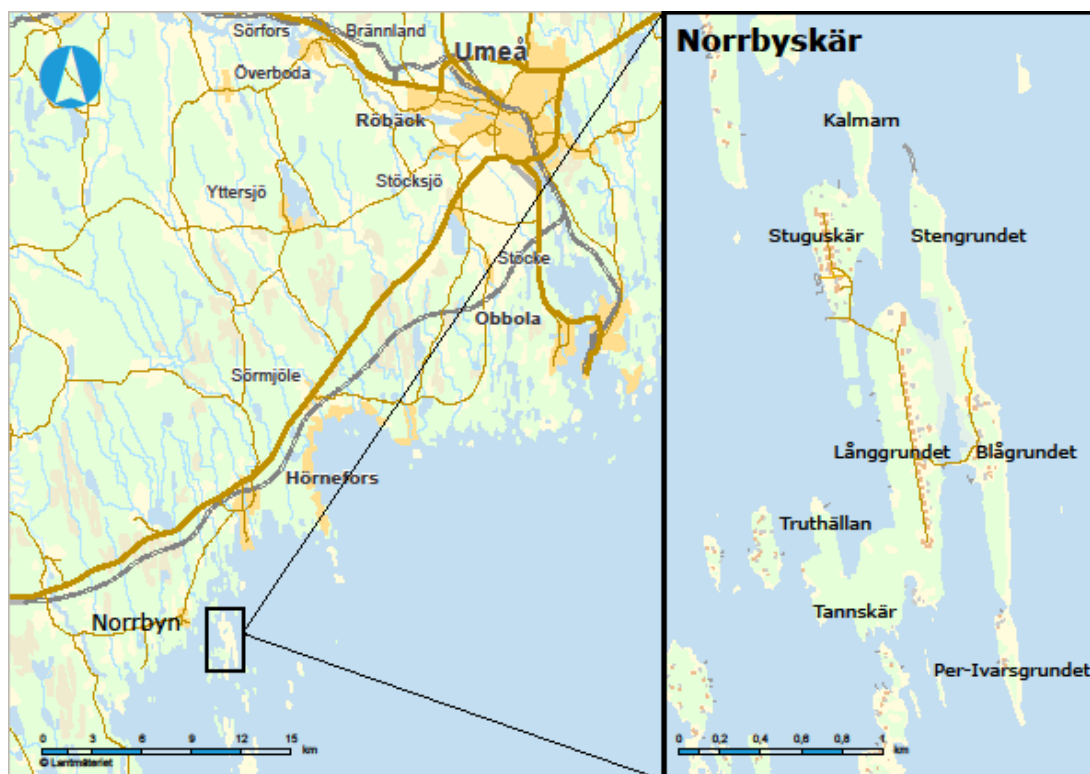 Sörfors
Brännland
Umeå
Överboda
Röbäck
Stöcksjö
Yttersjö
Stöcke
Obbola
Sörmjöle
Hörnefors
Norrbyn
0 3 6 9 12 15
km
© Lantmäteriet
Norrbyskär
Kalmarn
Stuguskär
Stengrundet
Långgrundet
Blågrundet
Truthällan
Tannskär
Per-Ivarsgrundet
0 0,2 0,4 0,6 0,8 1
km